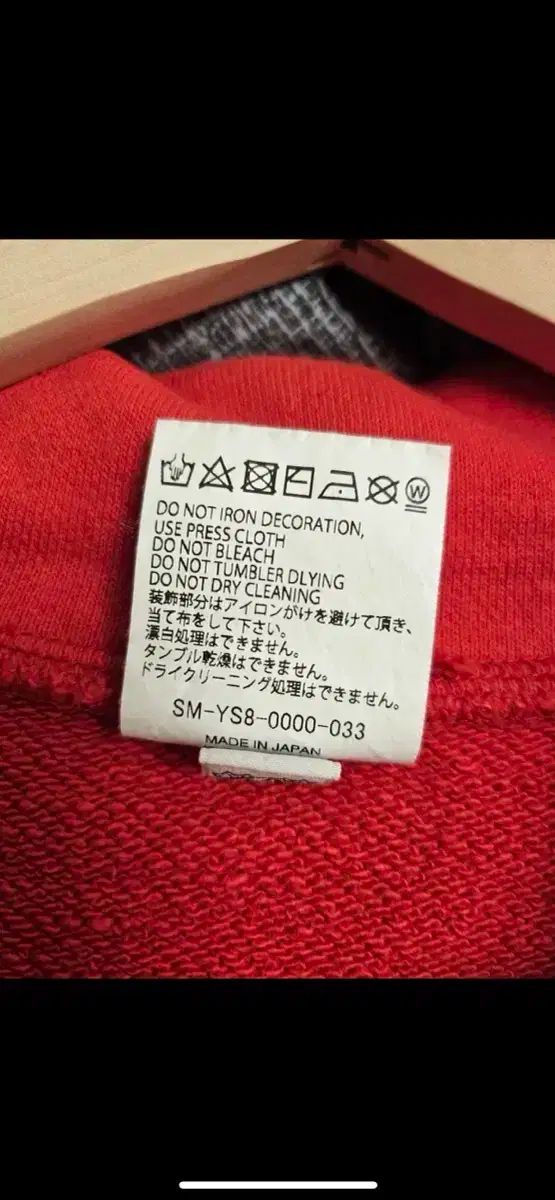 W
DO NOT IRON DECORATION,
USE PRESS CLOTH
DO NOT BLEACH
DO NOT TUMBLER DLYING
DO NOT DRY CLEANING
装飾部分はアイロンがけを避けて頂き、
当て布をして下さい。
漂白処理はできません。
タンブル乾燥はできません。
ドライクリーニング処理はできません。
SM-YS8-0000-033
MADE IN JAPAN